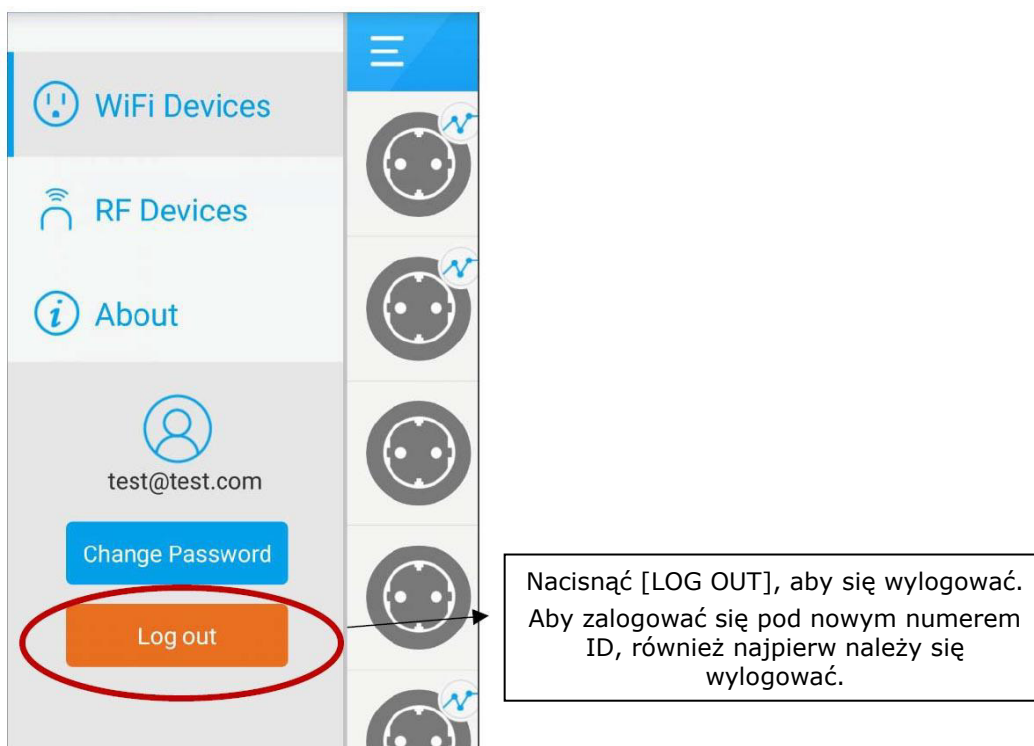 WiFi Devices
RF Devices
About
test@test.com
Change Password
Log out
Nacisnąć [LOG OUT], aby się wylogować.
Aby zalogować się pod nowym numerem
ID, również najpierw należy się
wylogować.